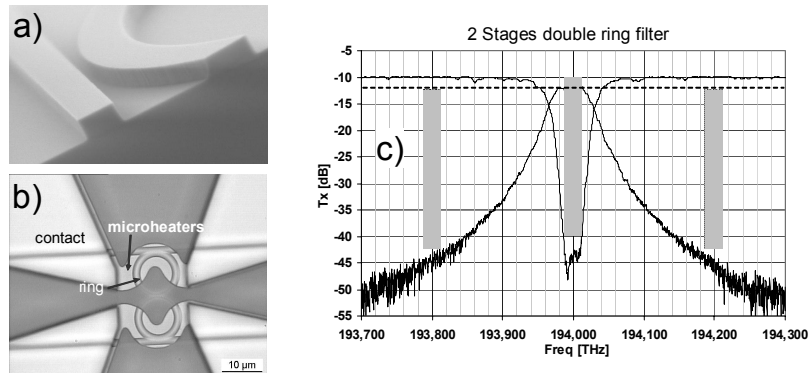 a)
b)
microheaters
contact
ring
10 µm
2 Stages double ring filter
c)
Tx [dB]
-5
-10
-15
-20
-25
-30
-35
-40
-45
-50
-55
193,700 193,800 193,900 194,000 194,100 194,200 194,300
Freq [THz]